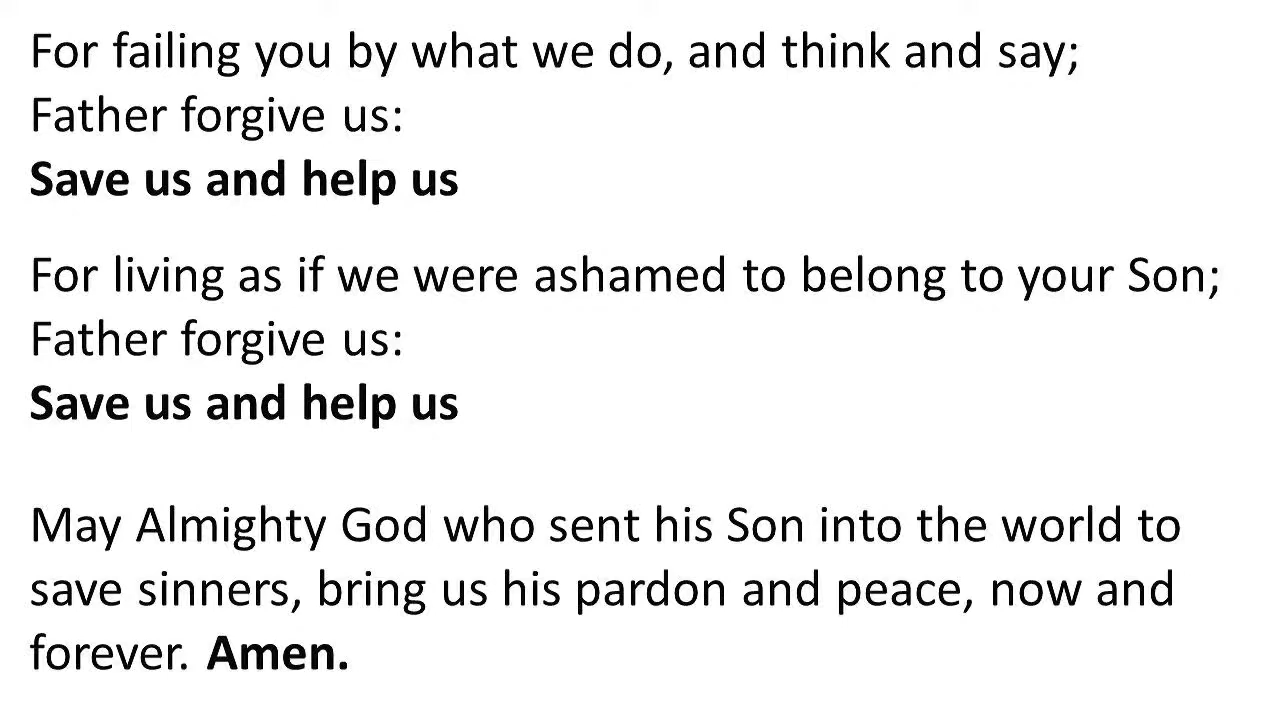 For failing you by what we do, and think and say;
Father forgive us:
Save us and help us
For living as if we were ashamed to belong to your Son;
Father forgive us:
Save us and help us
May Almighty God who sent his Son into the world to
save sinners, bring us his pardon and peace, now and
forever. Amen.